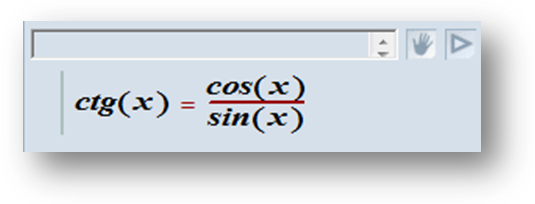 ctg(x) = cos(x)/sin(x)